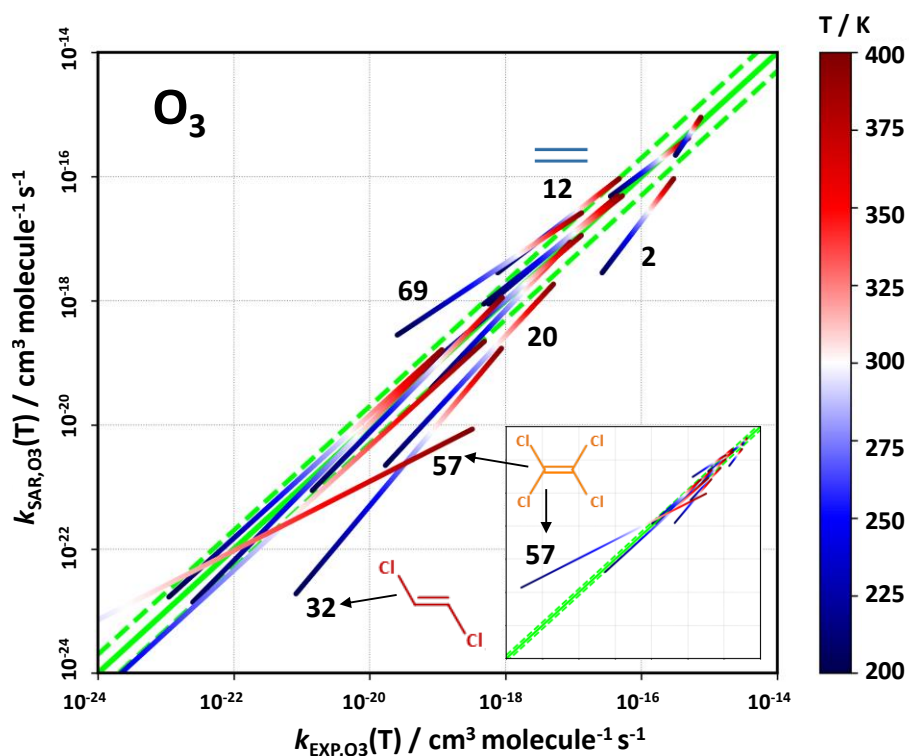 T / K
O₃
k_SAR,O3(T) / cm³ molecule⁻¹ s⁻¹
10⁻¹⁴
10⁻¹⁶
10⁻¹⁸
10⁻²⁰
10⁻²²
10⁻²⁴
12
2
69
20
57
Cl Cl
Cl Cl
57
32
Cl
Cl
10⁻²⁴ 10⁻²² 10⁻²⁰ 10⁻¹⁸ 10⁻¹⁶ 10⁻¹⁴
k_EXP,O3(T) / cm³ molecule⁻¹ s⁻¹
400
375
350
325
300
275
250
225
200